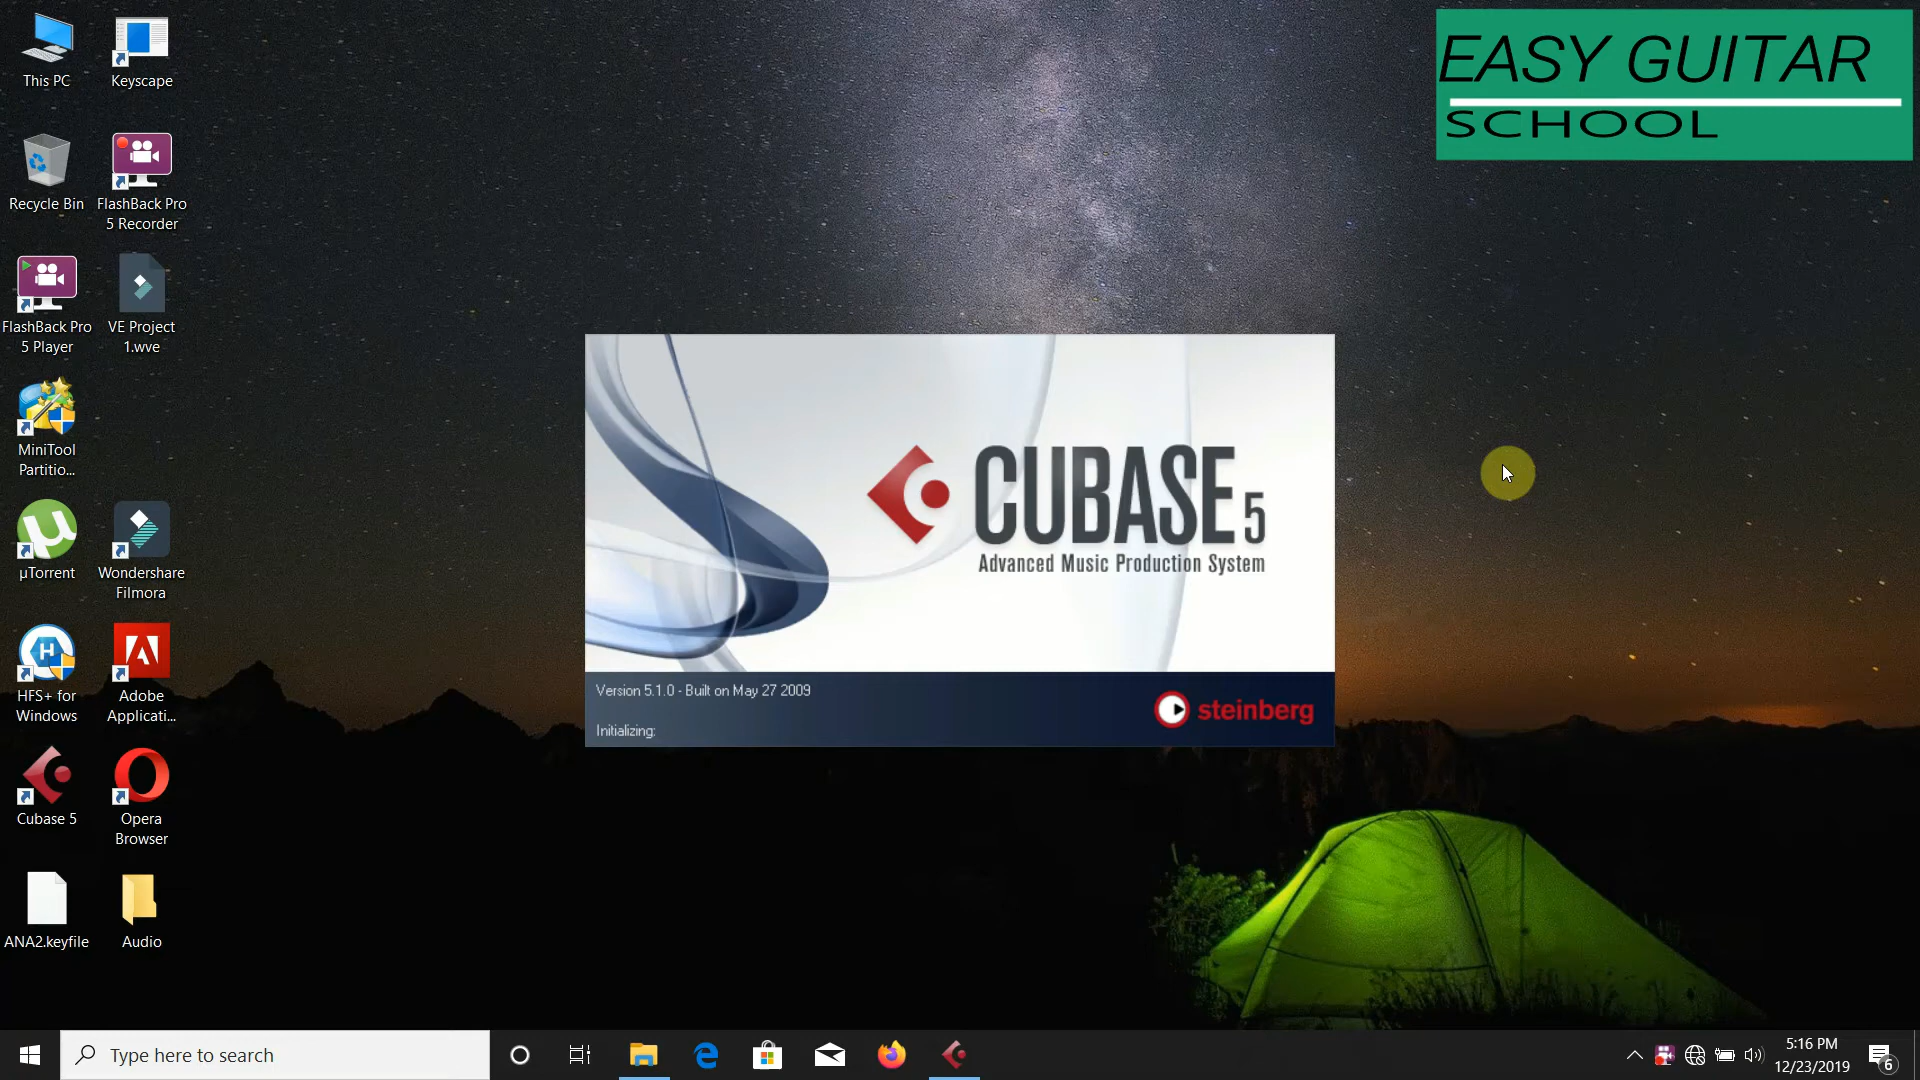 This PC
Keyscape
Recycle Bin
FlashBack Pro
5 Recorder
FlashBack Pro
5 Player
VE Project
1.wve
MiniTool
Partitio...
µTorrent
Wondershare
Filmora
HFS+ for
Windows
Adobe
Applicati...
Cubase 5
Opera
Browser
ANA2.keyfile
Audio
EASY GUITAR
SCHOOL
CUBASE 5
Advanced Music Production System
Version 5.1.0 - Built on May 27 2009
Initializing:
steinberg
Type here to search
5:16 PM
12/23/2019
6